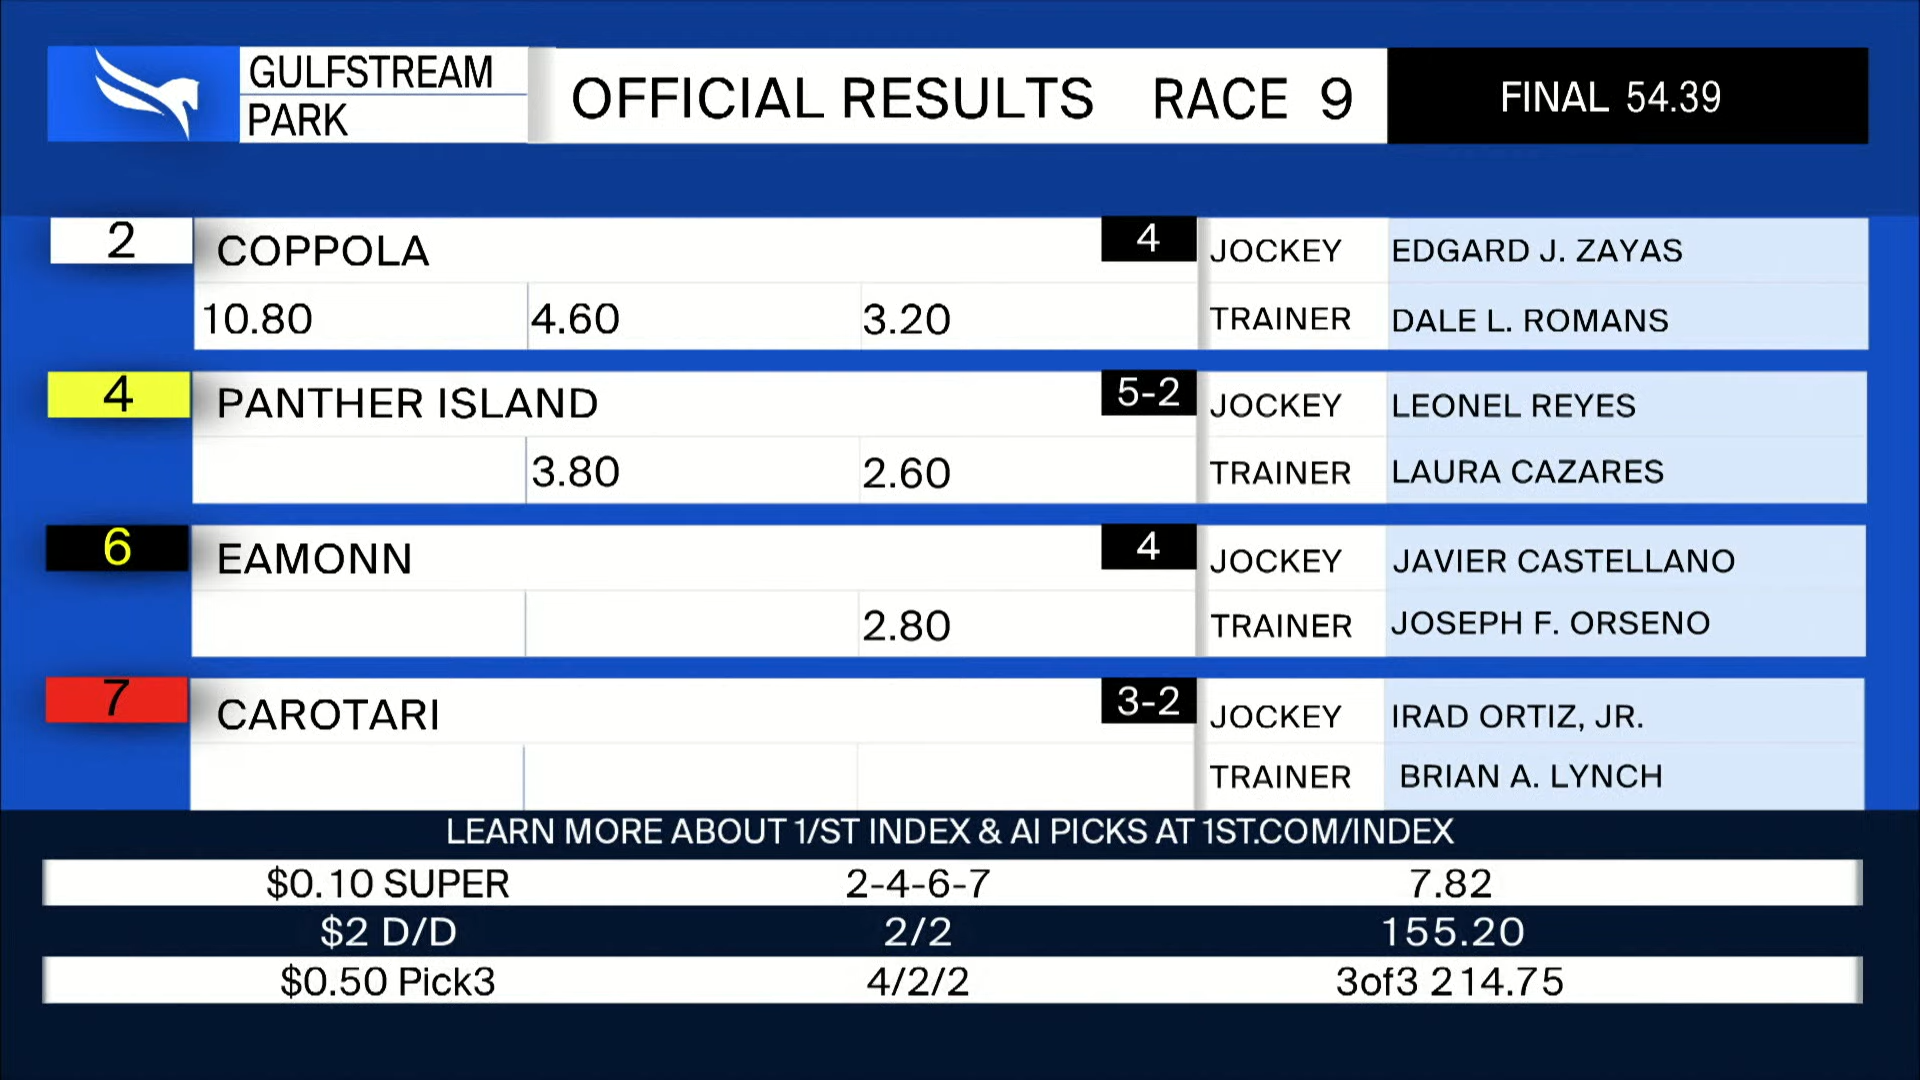 GULFSTREAM
PARK
OFFICIAL RESULTS RACE 9
FINAL 54.39
2 COPPOLA 4 JOCKEY EDGARD J. ZAYAS
10.80 4.60 3.20 TRAINER DALE L. ROMANS
4 PANTHER ISLAND 5-2 JOCKEY LEONEL REYES
3.80 2.60 TRAINER LAURA CAZARES
6 EAMONN 4 JOCKEY JAVIER CASTELLANO
2.80 TRAINER JOSEPH F. ORSENO
7 CAROTARI 3-2 JOCKEY IRAD ORTIZ, JR.
TRAINER BRIAN A. LYNCH
LEARN MORE ABOUT 1/ST INDEX & AI PICKS AT 1ST.COM/INDEX
$0.10 SUPER 2-4-6-7 7.82
$2 D/D 2/2 155.20
$0.50 Pick3 4/2/2 3of3 214.75